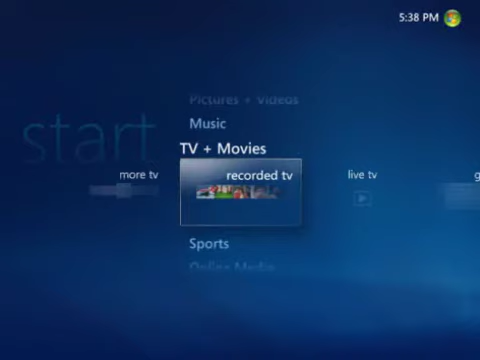 5:38 PM
start
Pictures + Videos
Music
TV + Movies
more tv
recorded tv
live tv
Sports
Online Media